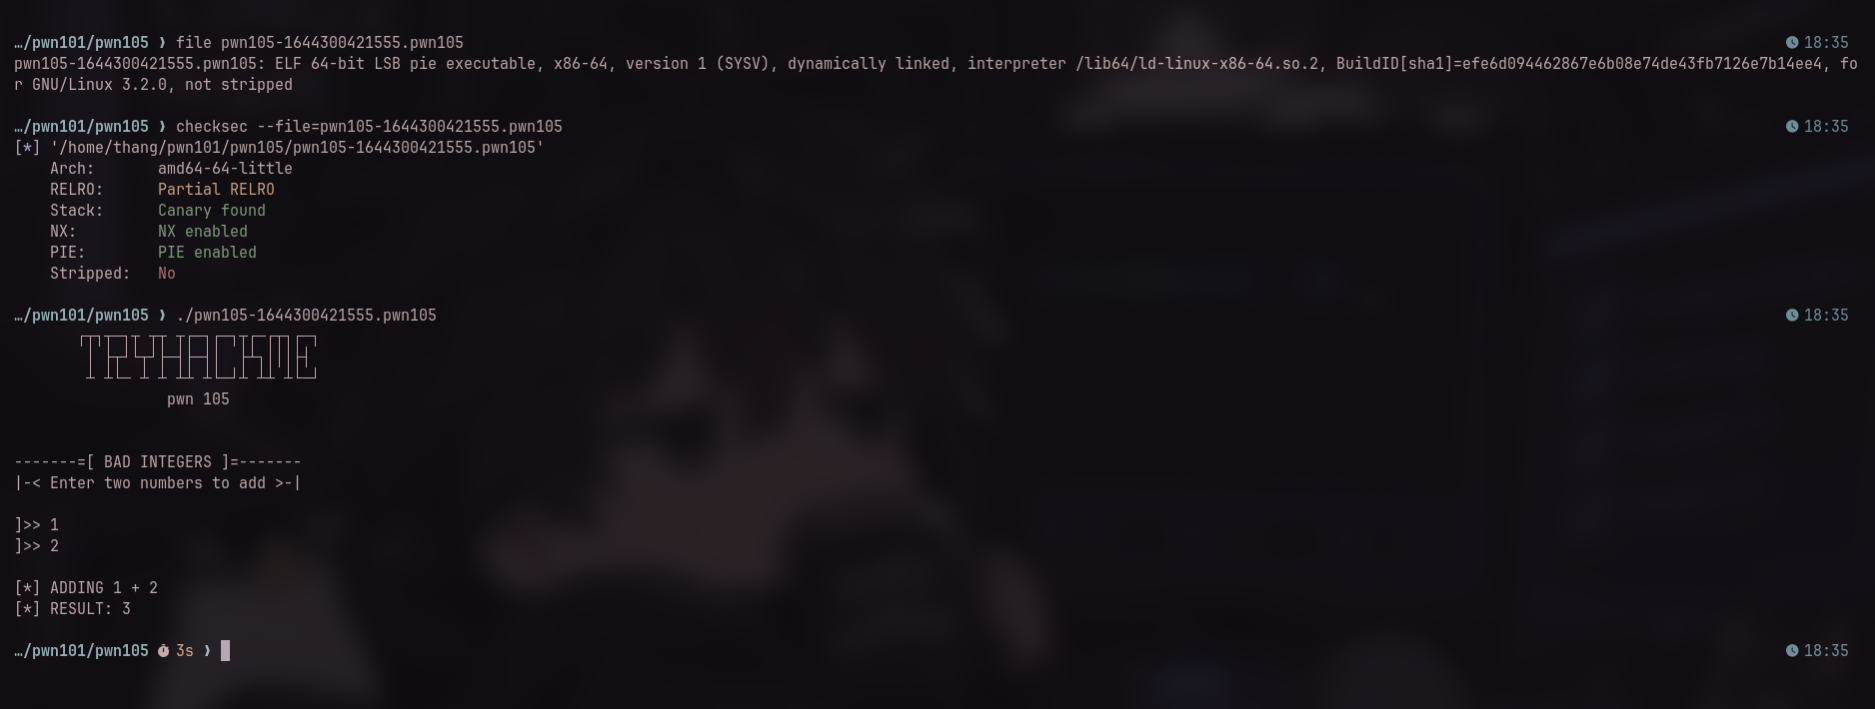 …/pwn101/pwn105 ❯ file pwn105-1644300421555.pwn105 18:35
pwn105-1644300421555.pwn105: ELF 64-bit LSB pie executable, x86-64, version 1 (SYSV), dynamically linked, interpreter /lib64/ld-linux-x86-64.so.2, BuildID[sha1]=efe6d094462867e6b08e74de43fb7126e7b14ee4, fo
r GNU/Linux 3.2.0, not stripped
…/pwn101/pwn105 ❯ checksec --file=pwn105-1644300421555.pwn105 18:35
[*] '/home/thang/pwn101/pwn105/pwn105-1644300421555.pwn105'
Arch: amd64-64-little
RELRO: Partial RELRO
Stack: Canary found
NX: NX enabled
PIE: PIE enabled
Stripped: No
…/pwn101/pwn105 ❯ ./pwn105-1644300421555.pwn105 18:35
TRYHACKME
pwn 105
-------=[ BAD INTEGERS ]=-------
|-< Enter two numbers to add >-|
]>> 1
]>> 2
[*] ADDING 1 + 2
[*] RESULT: 3
…/pwn101/pwn105 3s ❯ 18:35